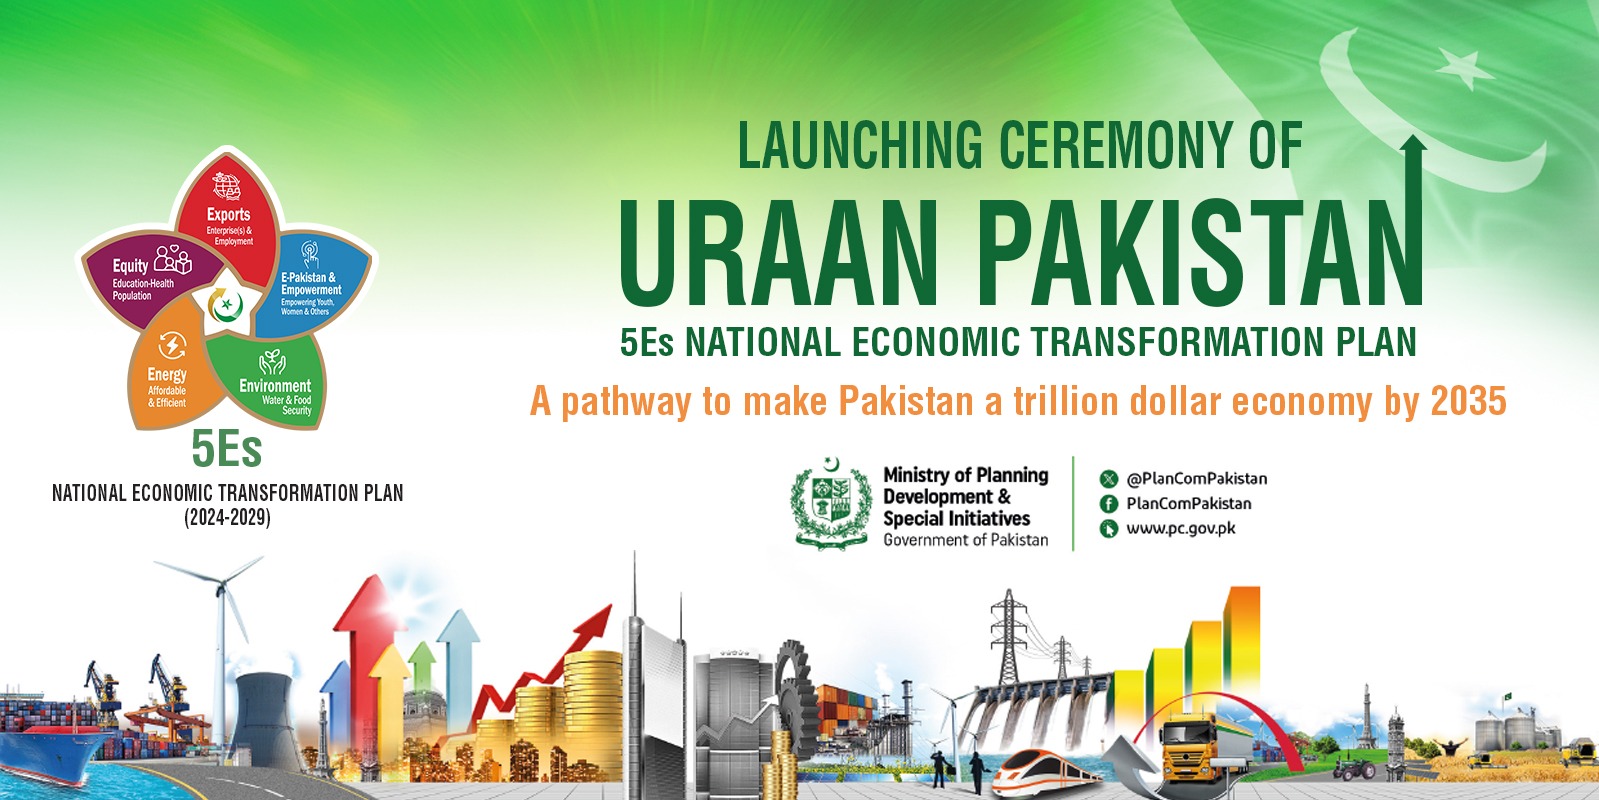 LAUNCHING CEREMONY OF
URAAN PAKISTAN
5Es NATIONAL ECONOMIC TRANSFORMATION PLAN
A pathway to make Pakistan a trillion dollar economy by 2035
Exports
Enterprise(s) &
Employment
Equity
Education-Health
Population
E-Pakistan &
Empowerment
Empowering Youth,
Women & Others
Energy
Affordable
& Efficient
Environment
Water & Food
Security
5Es
NATIONAL ECONOMIC TRANSFORMATION PLAN
(2024-2029)
Ministry of Planning
Development &
Special Initiatives
Government of Pakistan
@PlanComPakistan
PlanComPakistan
www.pc.gov.pk